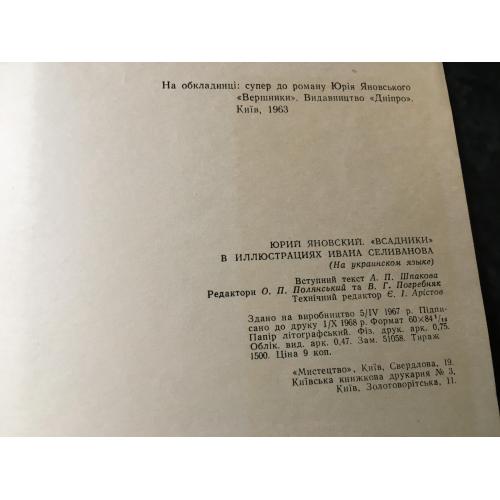 На обкладинці: супер до роману Юрія Яновського
«Вершники». Видавництво «Дніпро».
Київ, 1963
ЮРИЙ ЯНОВСКИЙ. «ВСАДНИКИ»
В ИЛЛЮСТРАЦИЯХ ИВАНА СЕЛИВАНОВА
(На украинском языке)
Вступний текст А. П. Шпакова
Редактори О. П. Полянський та В. Г. Погребняк
Технічний редактор Є. І. Арістов
Здано на виробництво 5/IV 1967 р. Підпи-
сано до друку 1/X 1968 р. Формат 60×84 1/16
Папір літографський. Фіз. друк. арк. 0,75.
Облік. вид. арк. 0,47. Зам. 51058. Тираж
1500. Ціна 9 коп.
«Мистецтво», Київ, Свердлова, 19.
Київська книжкова друкарня № 3,
Київ, Золотоворітська, 11.